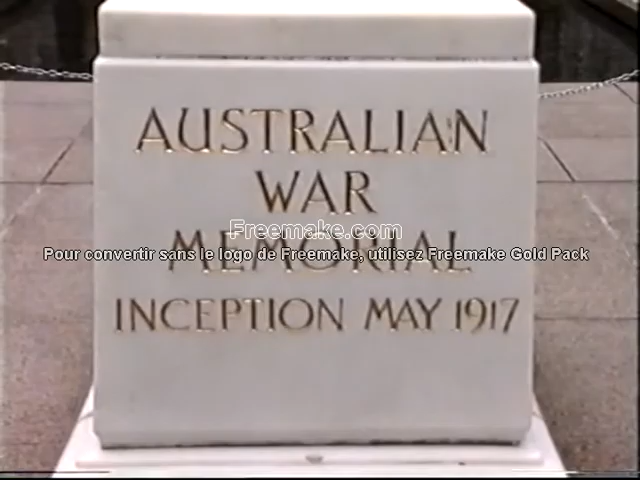 AUSTRALIAN
WAR
Freemake.com
MEMORIAL
Pour convertir sans le logo de Freemake, utilisez Freemake Gold Pack
INCEPTION MAY 1917